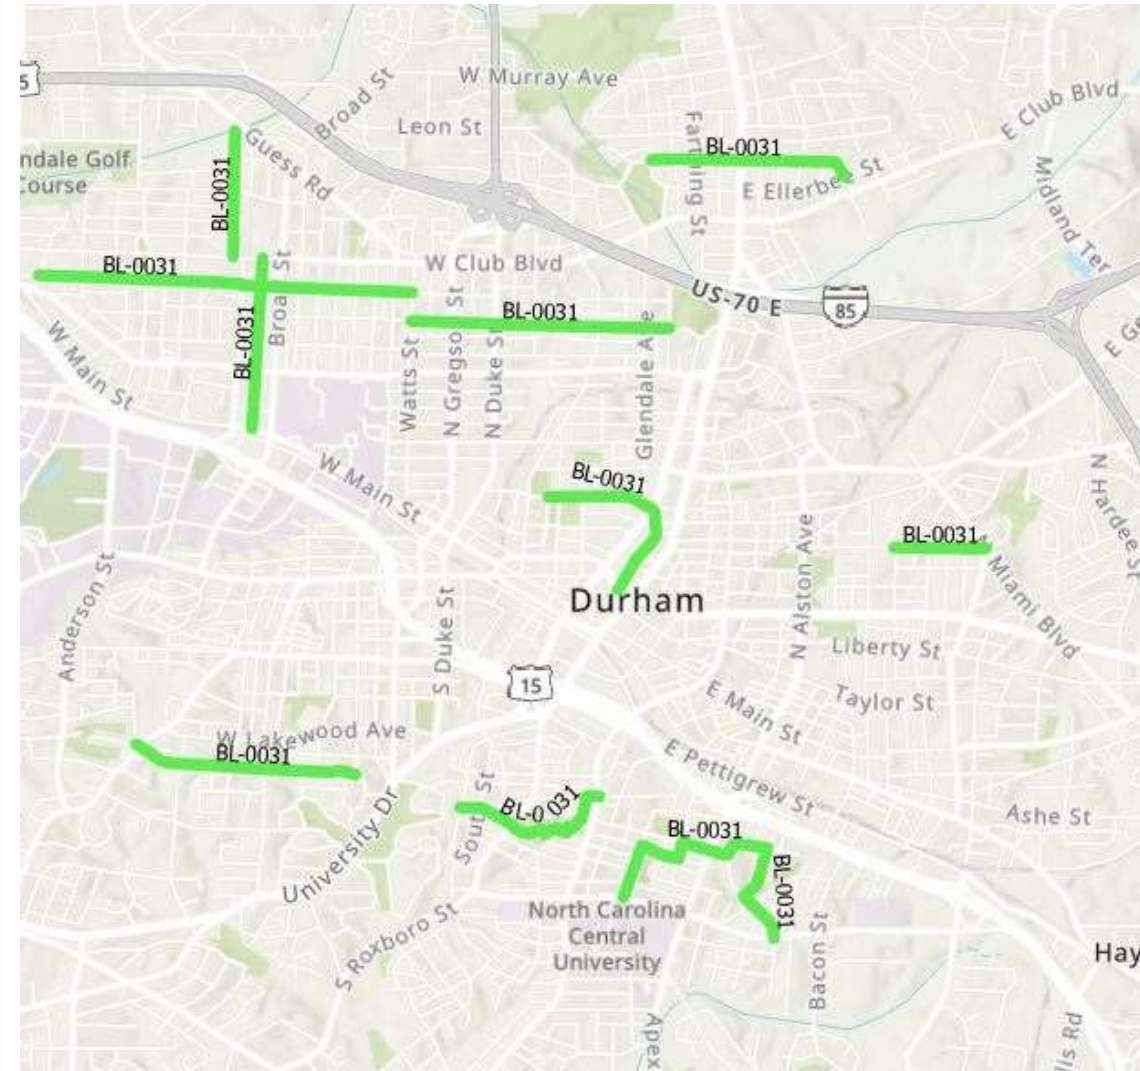 5
W Murray Ave
Broad St
Leon St
E Club Blvd
ndale Golf
Course
Guess Rd
BL-0031
Farthing St
BL-0031
E Ellerbee St
Midland Ter
BL-0031
Broad St
W Club Blvd
US-70 E
85
BL-0031
BL-0031
W Main St
Watts St
N Gregson St
N Duke St
Glendale Ave
E G
W Main St
BL-0031
N Hardee St
BL-0031
Miami Blvd
N Alston Ave
Durham
Anderson St
S Duke St
Liberty St
15
E Main St
Taylor St
W Lakewood Ave
BL-0031
E Pettigrew St
University Dr
South St
BL-0031
Ashe St
BL-0031
BL-0031
North Carolina
Central
University
S Roxboro St
Bacon St
Hay
Apex
lls Rd